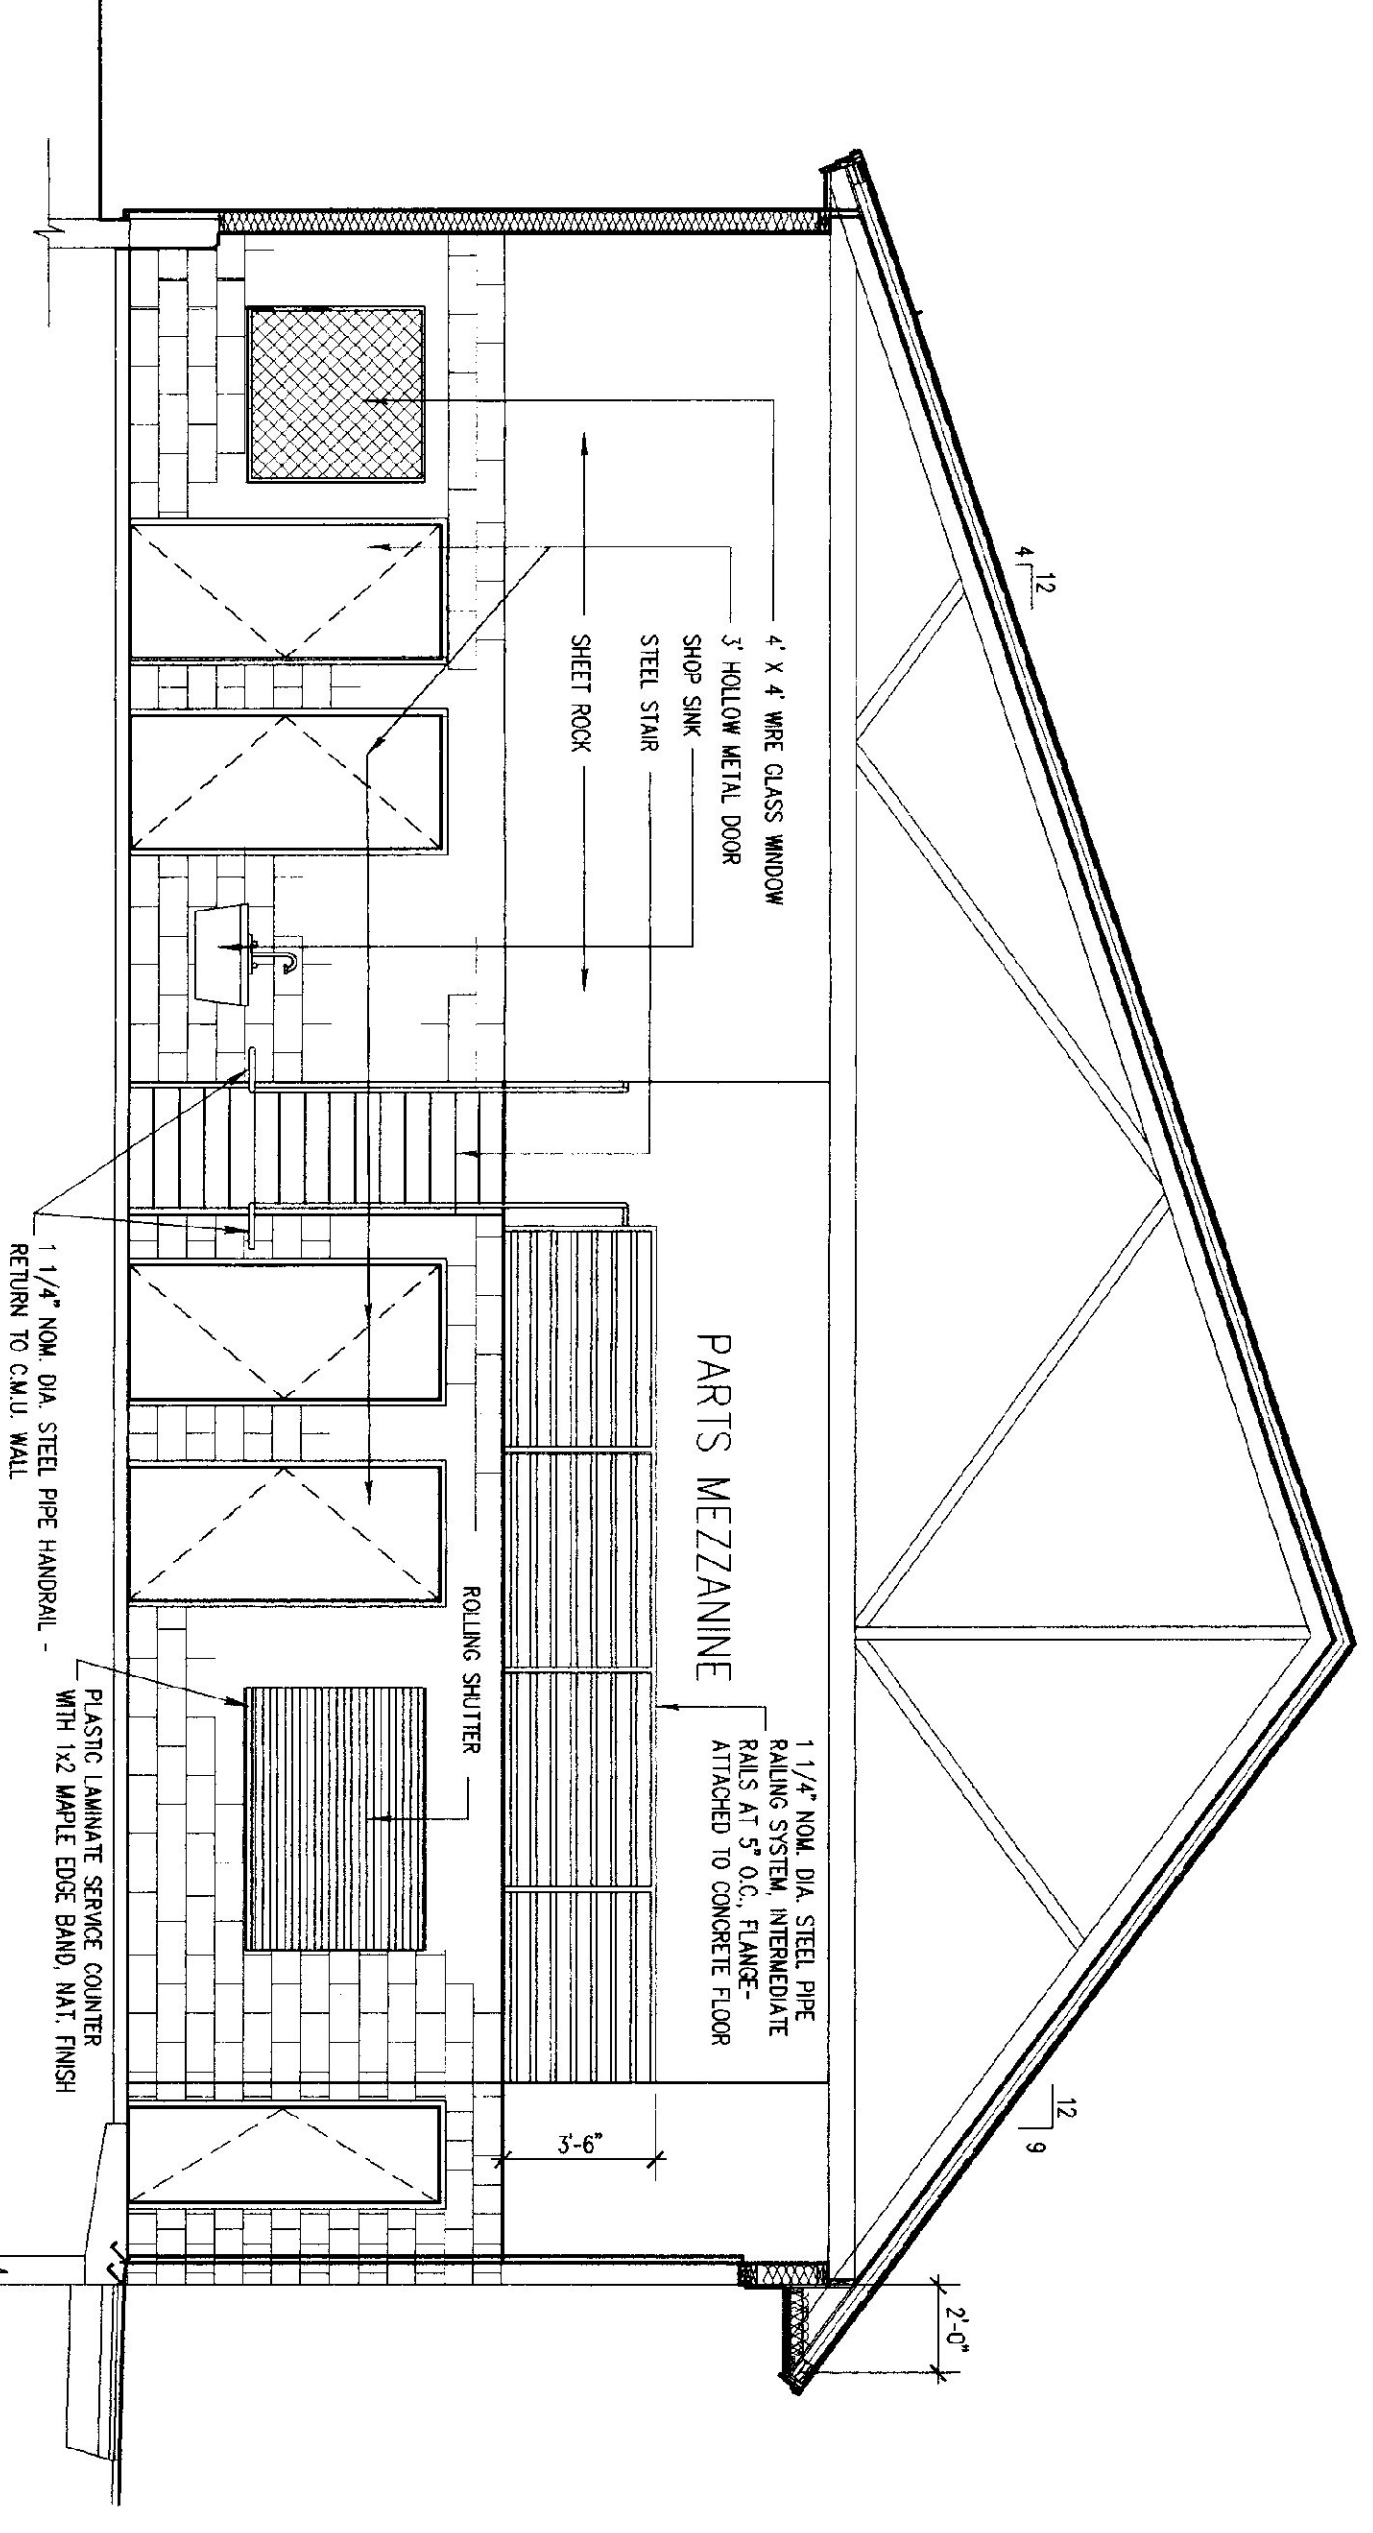 12
4
4' X 4' WIRE GLASS WINDOW
3' HOLLOW METAL DOOR
SHOP SINK
STEEL STAIR
SHEET ROCK
PARTS MEZZANINE
1 1/4" NOM. DIA. STEEL PIPE
RAILING SYSTEM, INTERMEDIATE
RAILS AT 5" O.C., FLANGE-
ATTACHED TO CONCRETE FLOOR
12
9
2'-0"
3'-6"
ROLLING SHUTTER
1 1/4" NOM. DIA. STEEL PIPE HANDRAIL -
RETURN TO C.M.U. WALL
PLASTIC LAMINATE SERVICE COUNTER
WITH 1x2 MAPLE EDGE BAND, NAT. FINISH